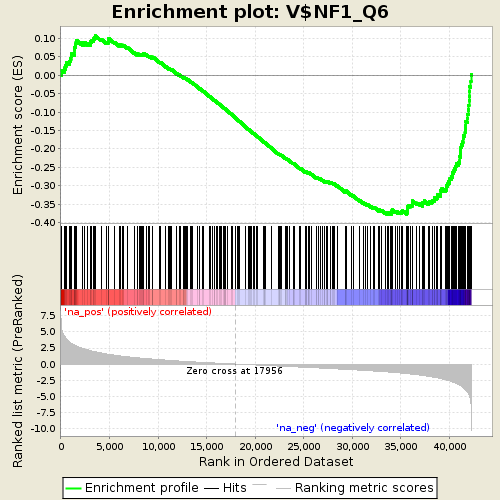 Enrichment plot: V$NF1_Q6
Enrichment score (ES)
0.10
0.05
0.00
-0.05
-0.10
-0.15
-0.20
-0.25
-0.30
-0.35
-0.40
Ranked list metric (PreRanked)
7.5
5.0
2.5
0.0
-2.5
-5.0
-7.5
-10.0
'na_pos' (positively correlated)
Zero cross at 17956
'na_neg' (negatively correlated)
0
5,000
10,000
15,000
20,000
25,000
30,000
35,000
40,000
Rank in Ordered Dataset
Enrichment profile
Hits
Ranking metric scores